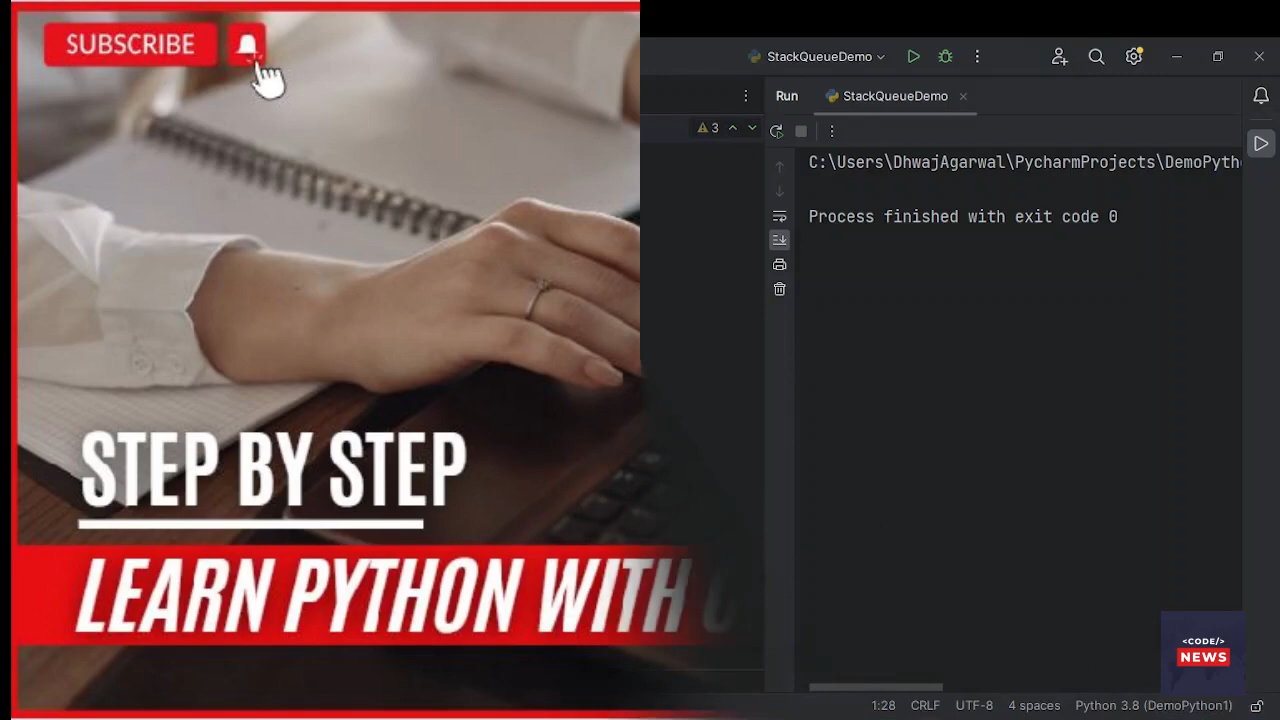 SUBSCRIBE
STEP BY STEP
LEARN PYTHON WITH
StackQueueDemo
3
Run
StackQueueDemo
C:\Users\DhwajAgarwal\PycharmProjects\DemoPyth
Process finished with exit code 0
<CODE/>
NEWS
1:28 CRLF UTF-8 4 spaces Python 3.8 (DemoPython1)